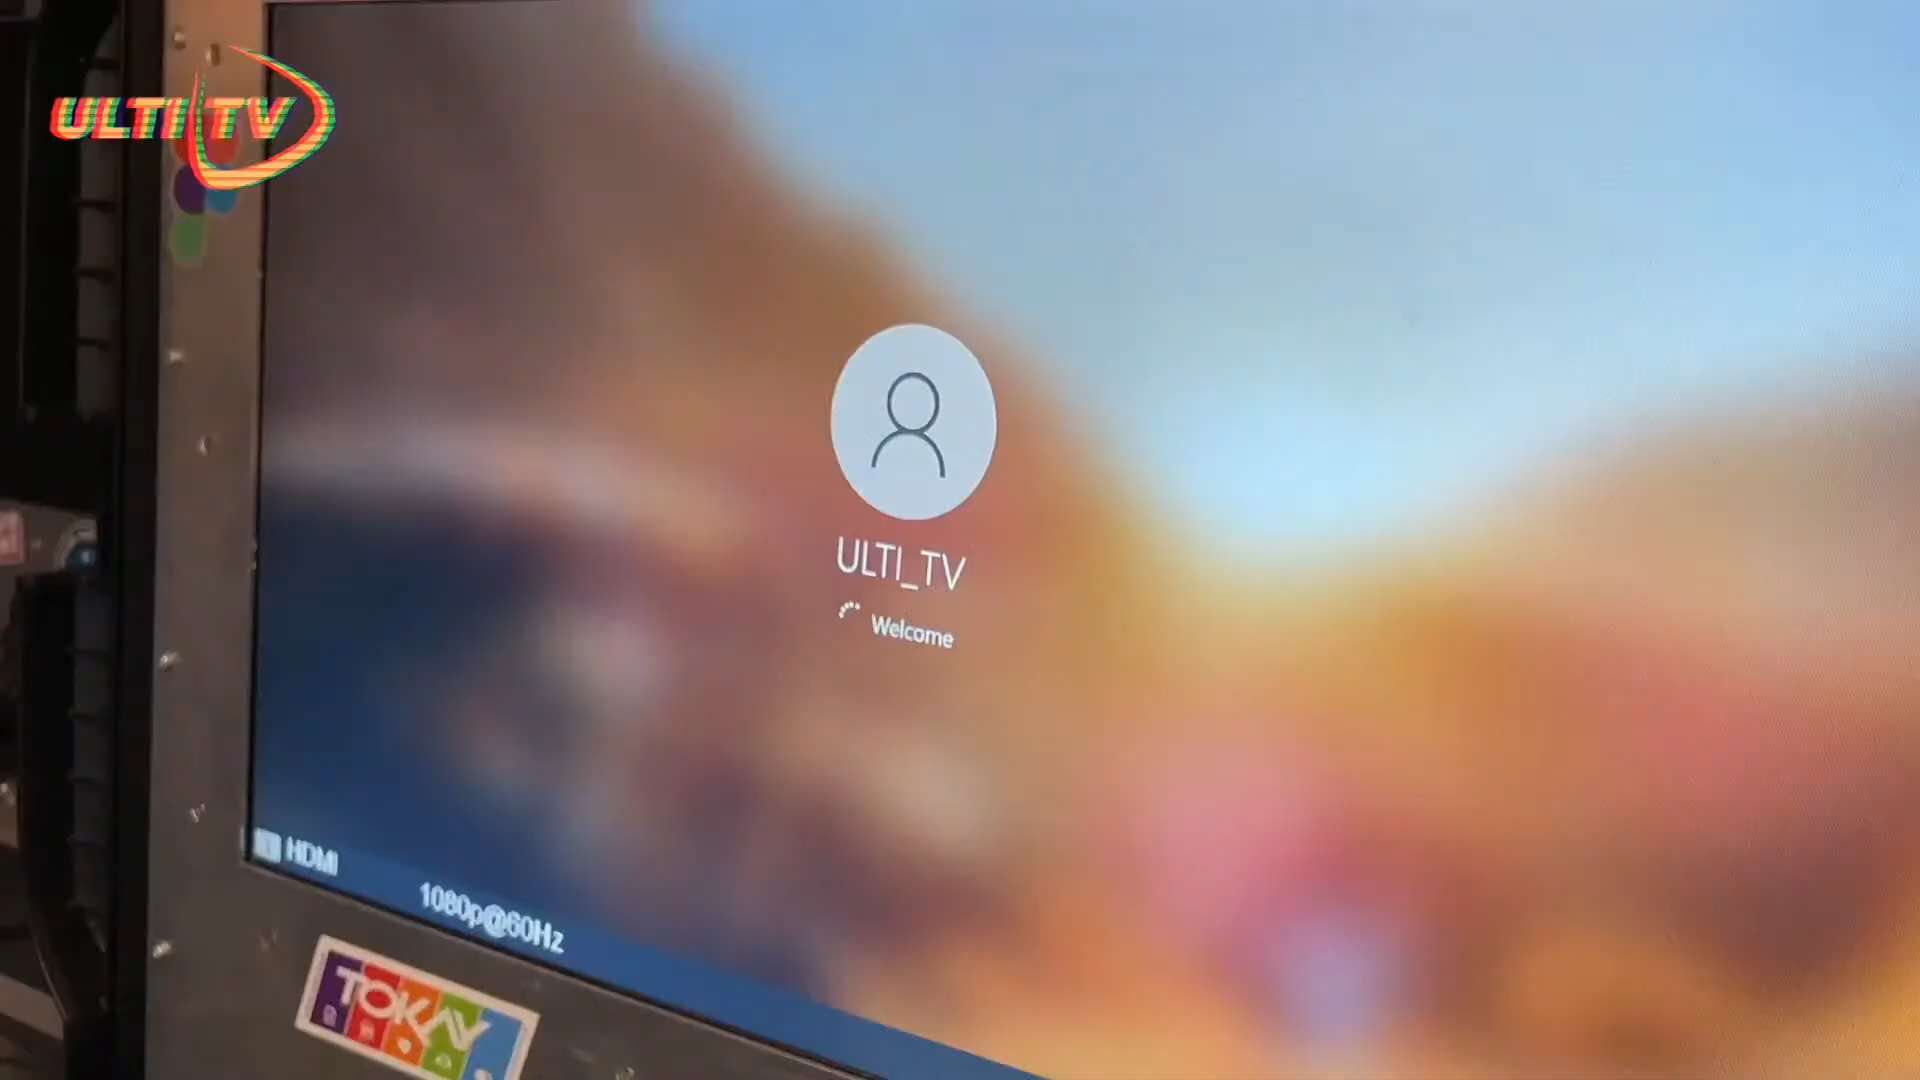 ULTI TV
ULTI_TV
Welcome
HDMI
1080p@60Hz
TOKAY